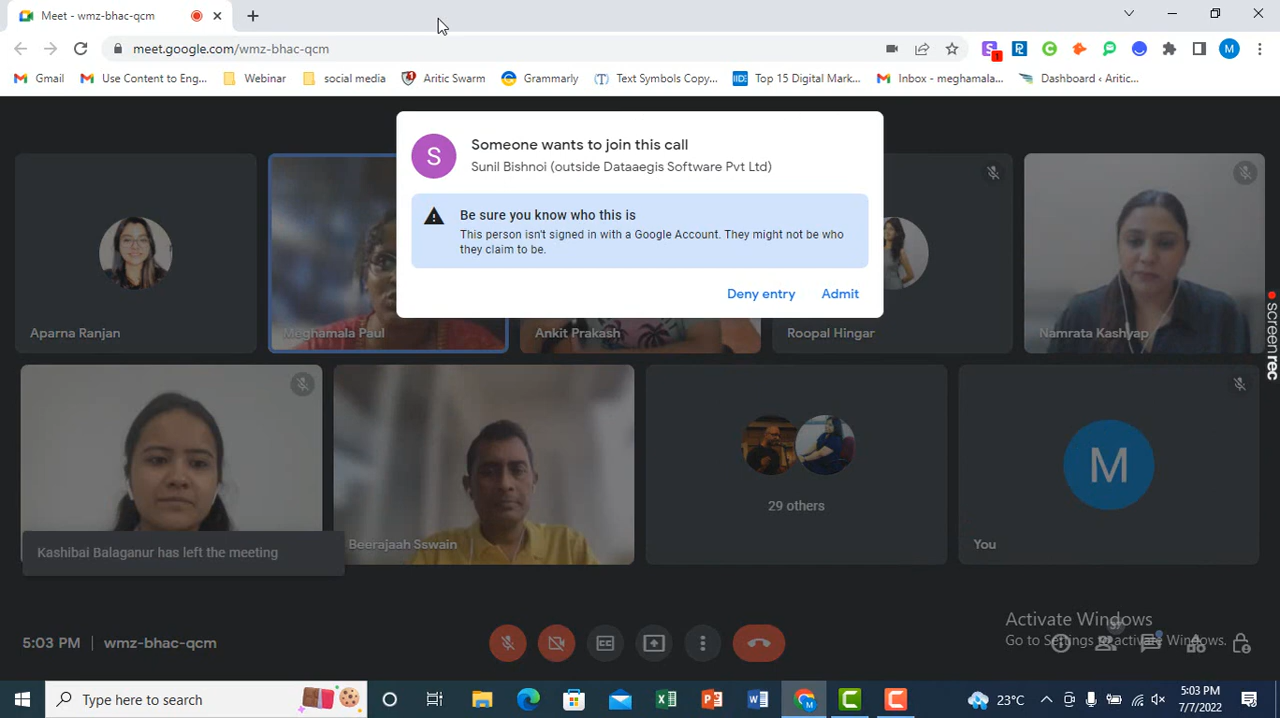 Meet - wmz-bhac-qcm
meet.google.com/wmz-bhac-qcm
1
M
Gmail
Use Content to Eng...
Webinar
social media
Aritic Swarm
Grammarly
Text Symbols Copy...
Top 15 Digital Mark...
Inbox - meghamala...
Dashboard ‹ Aritic...
S
Someone wants to join this call
Sunil Bishnoi (outside Dataaegis Software Pvt Ltd)
Be sure you know who this is
This person isn't signed in with a Google Account. They might not be who
they claim to be.
Deny entry
Admit
Aparna Ranjan
Meghamala Paul
Ankit Prakash
Roopal Hingar
Namrata Kashyap
screenrec
Kashibai Balaganur has left the meeting
Beerajaah Sswain
29 others
M
You
5:03 PM | wmz-bhac-qcm
CC
Activate Windows
Go to Settings to activate Windows.
Type here to search
23°C
5:03 PM
7/7/2022